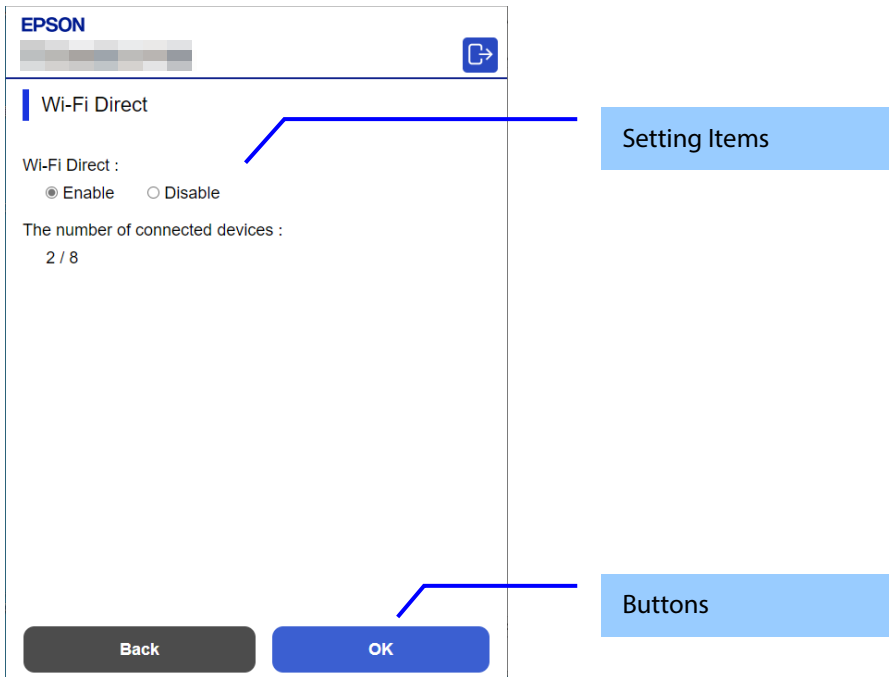 EPSON
Wi-Fi Direct
Setting Items
Wi-Fi Direct :
Enable Disable
The number of connected devices :
2 / 8
Buttons
Back OK